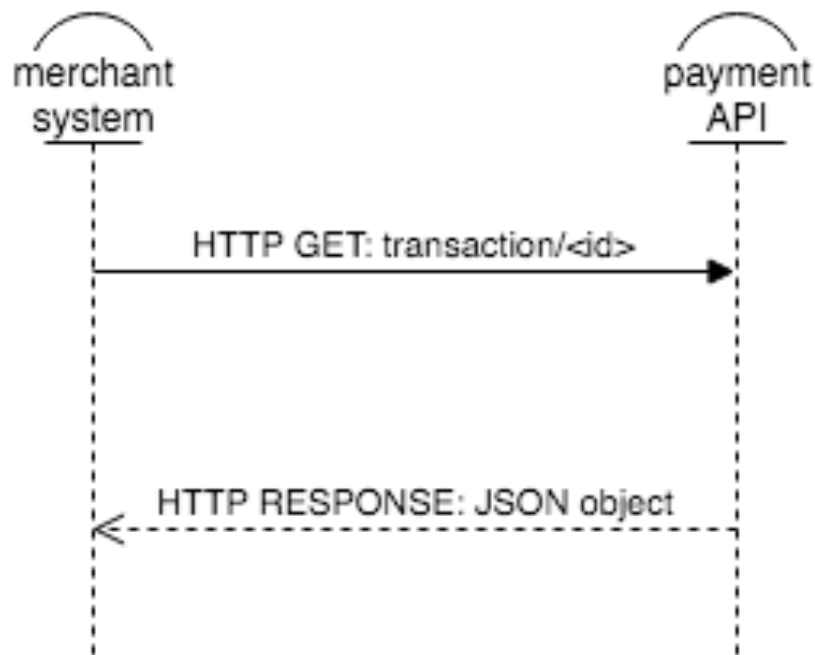 merchant
system
payment
API
HTTP GET: transaction/<id>
HTTP RESPONSE: JSON object